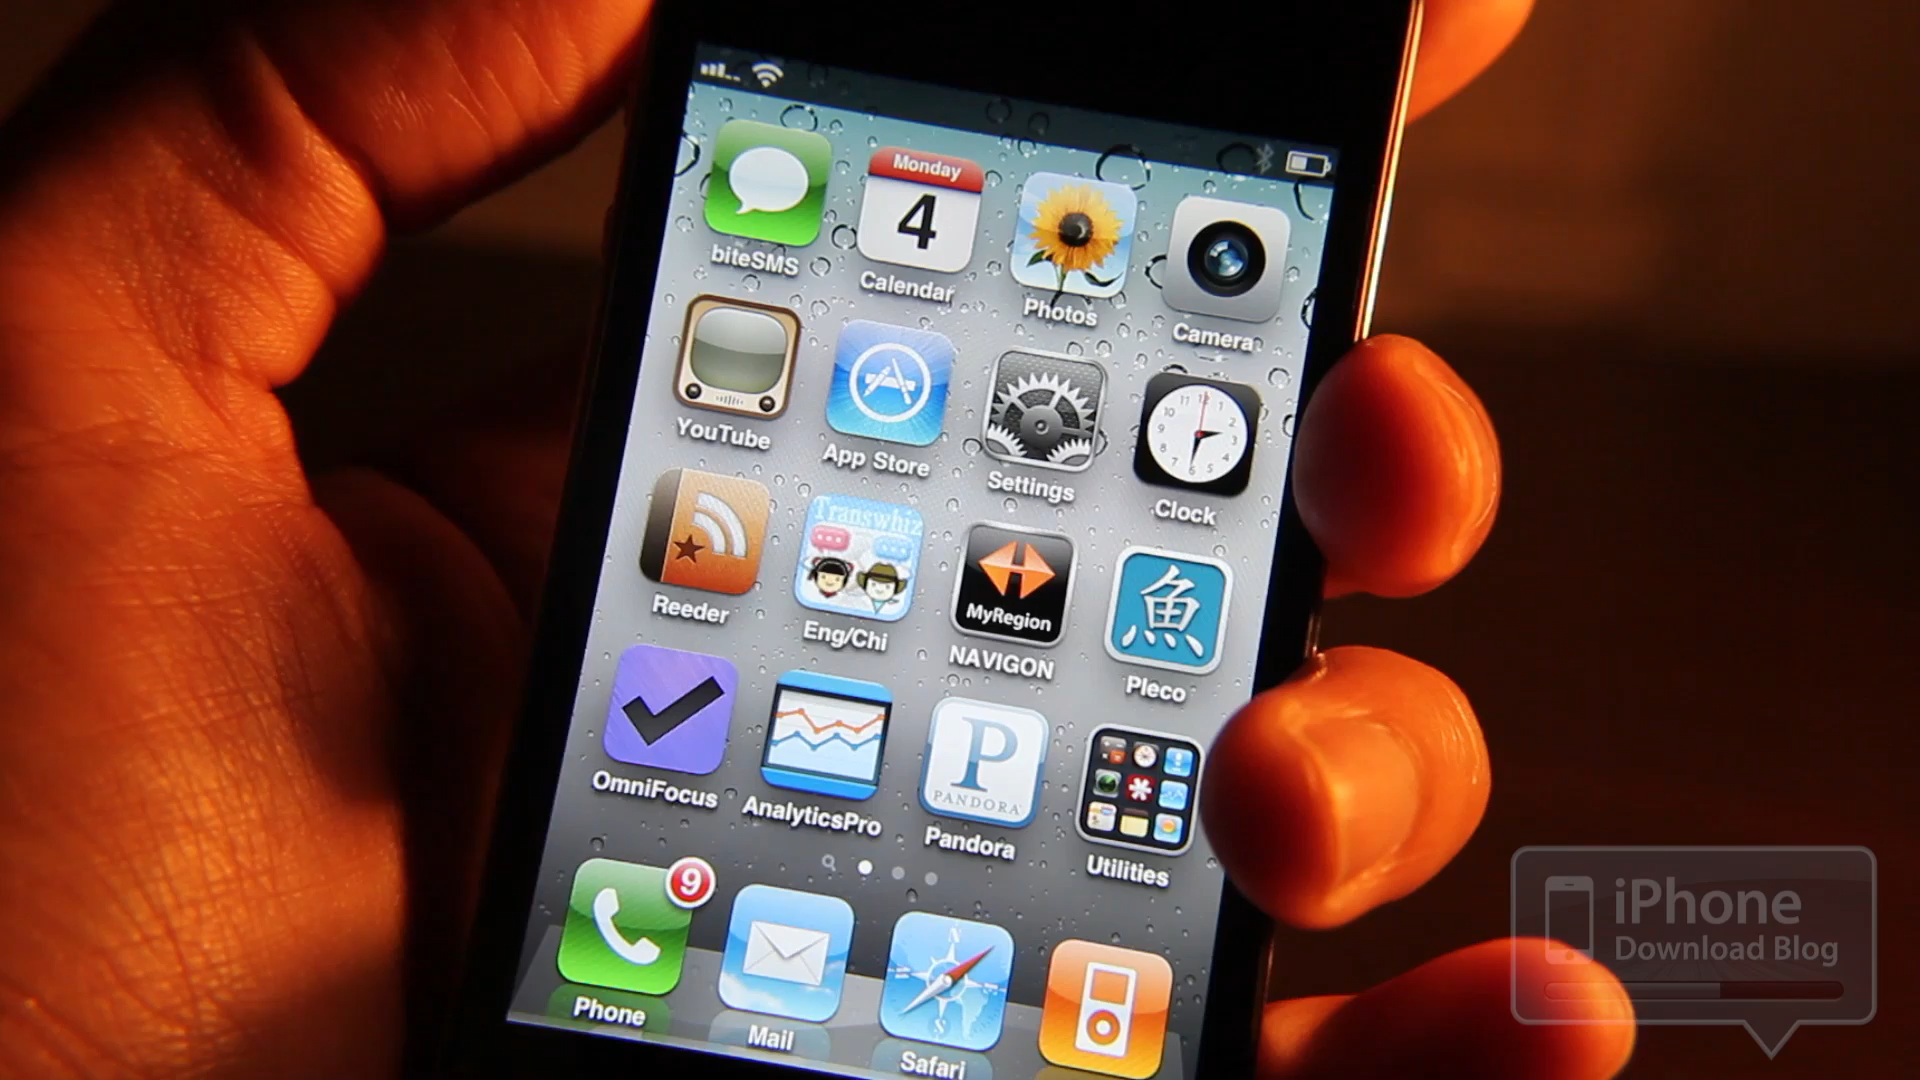 Monday
4
biteSMS
Calendar
Photos
Camera
YouTube
App Store
Settings
Clock
Transwhiz
MyRegion
魚
Reeder
Eng/Chi
NAVIGON
Pleco
P
PANDORA
OmniFocus
AnalyticsPro
Pandora
Utilities
9
Phone
Mail
Safari
iPhone
Download Blog